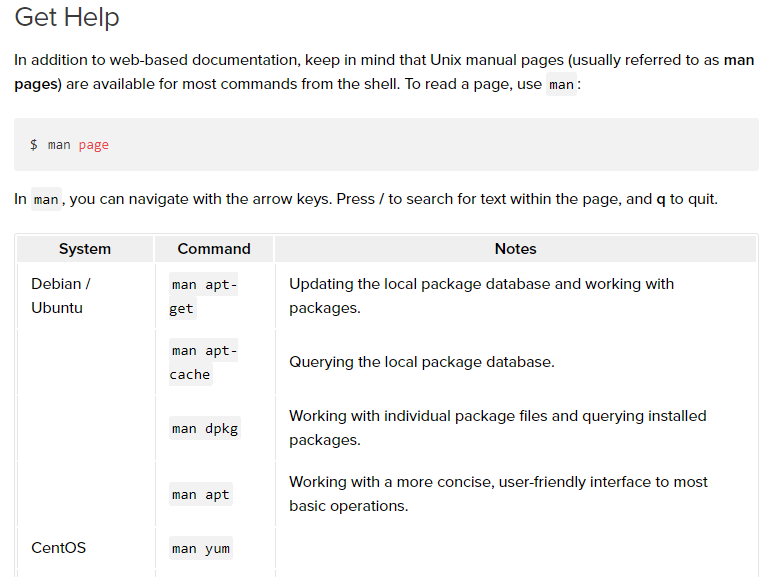 Get Help
In addition to web-based documentation, keep in mind that Unix manual pages (usually referred to as man
pages) are available for most commands from the shell. To read a page, use man:
$ man page
In man, you can navigate with the arrow keys. Press / to search for text within the page, and q to quit.
System Command Notes
Debian / man apt- Updating the local package database and working with
Ubuntu get packages.
man apt-
cache Querying the local package database.
man dpkg Working with individual package files and querying installed
packages.
man apt Working with a more concise, user-friendly interface to most
basic operations.
CentOS man yum